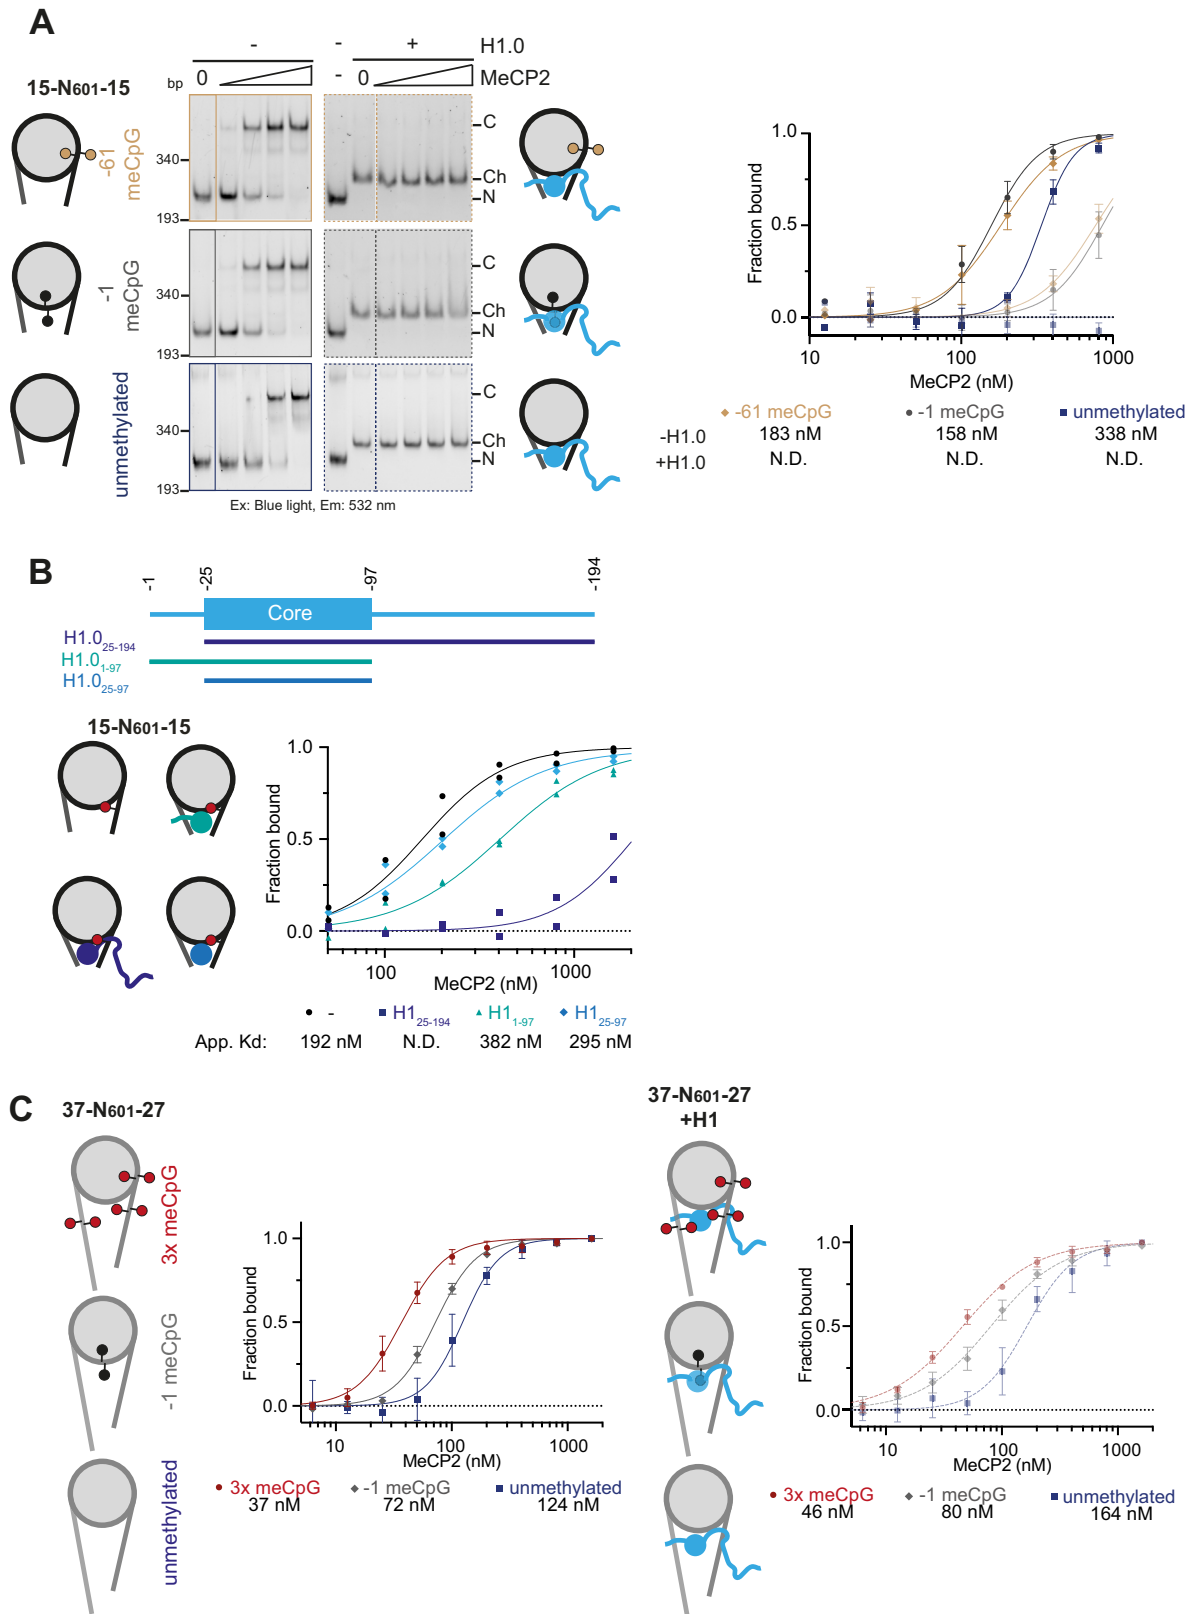 A
- - + H1.0
0 - 0 MeCP2
15-N601-15
bp
-61 meCpG
340
193
C
Ch
N
-1 meCpG
340
193
C
Ch
N
unmethylated
340
193
C
Ch
N
Ex: Blue light, Em: 532 nm
Fraction bound
1.0
0.5
0.0
10 100 1000
MeCP2 (nM)
-61 meCpG -1 meCpG unmethylated
-H1.0 183 nM 158 nM 338 nM
+H1.0 N.D. N.D. N.D.
B
-1 -25 -97 -194
Core
H1.025-194
H1.01-97
H1.025-97
15-N601-15
Fraction bound
1.0
0.5
0.0
100 1000
MeCP2 (nM)
- H125-194 H11-97 H125-97
App. Kd: 192 nM N.D. 382 nM 295 nM
C
37-N601-27
3x meCpG
-1 meCpG
unmethylated
Fraction bound
1.0
0.5
0.0
10 100 1000
MeCP2 (nM)
3x meCpG -1 meCpG unmethylated
37 nM 72 nM 124 nM
37-N601-27
+H1
Fraction bound
1.0
0.5
0.0
10 100 1000
MeCP2 (nM)
3x meCpG -1 meCpG unmethylated
46 nM 80 nM 164 nM